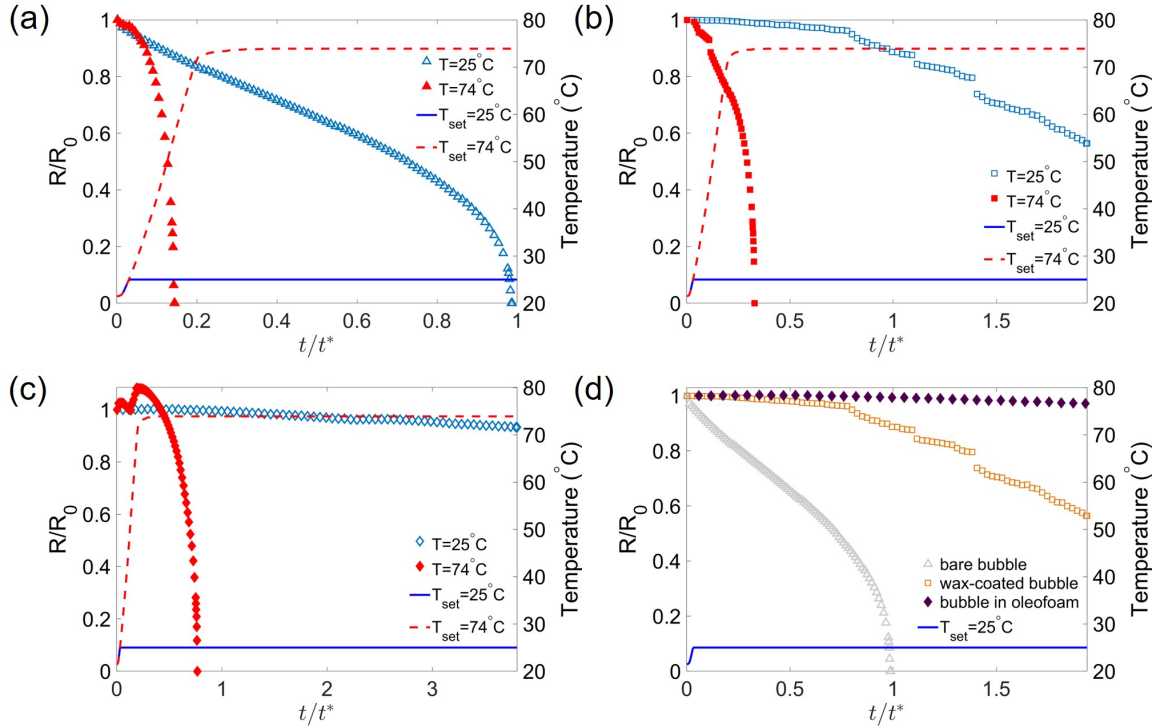 (a)
1
0.8
0.6
0.4
0.2
0
R/R0
80
70
60
50
40
30
20
Temperature (°C)
T=25°C
T=74°C
Tset=25°C
Tset=74°C
0
0.2
0.4
0.6
0.8
1
t/t*
(b)
1
0.8
0.6
0.4
0.2
0
R/R0
80
70
60
50
40
30
20
Temperature (°C)
T=25°C
T=74°C
Tset=25°C
Tset=74°C
0
0.5
1
1.5
t/t*
(c)
1
0.8
0.6
0.4
0.2
0
R/R0
80
70
60
50
40
30
20
Temperature (°C)
T=25°C
T=74°C
Tset=25°C
Tset=74°C
0
1
2
3
t/t*
(d)
1
0.8
0.6
0.4
0.2
0
R/R0
80
70
60
50
40
30
20
Temperature (°C)
bare bubble
wax-coated bubble
bubble in oleofoam
Tset=25°C
0
0.5
1
1.5
t/t*